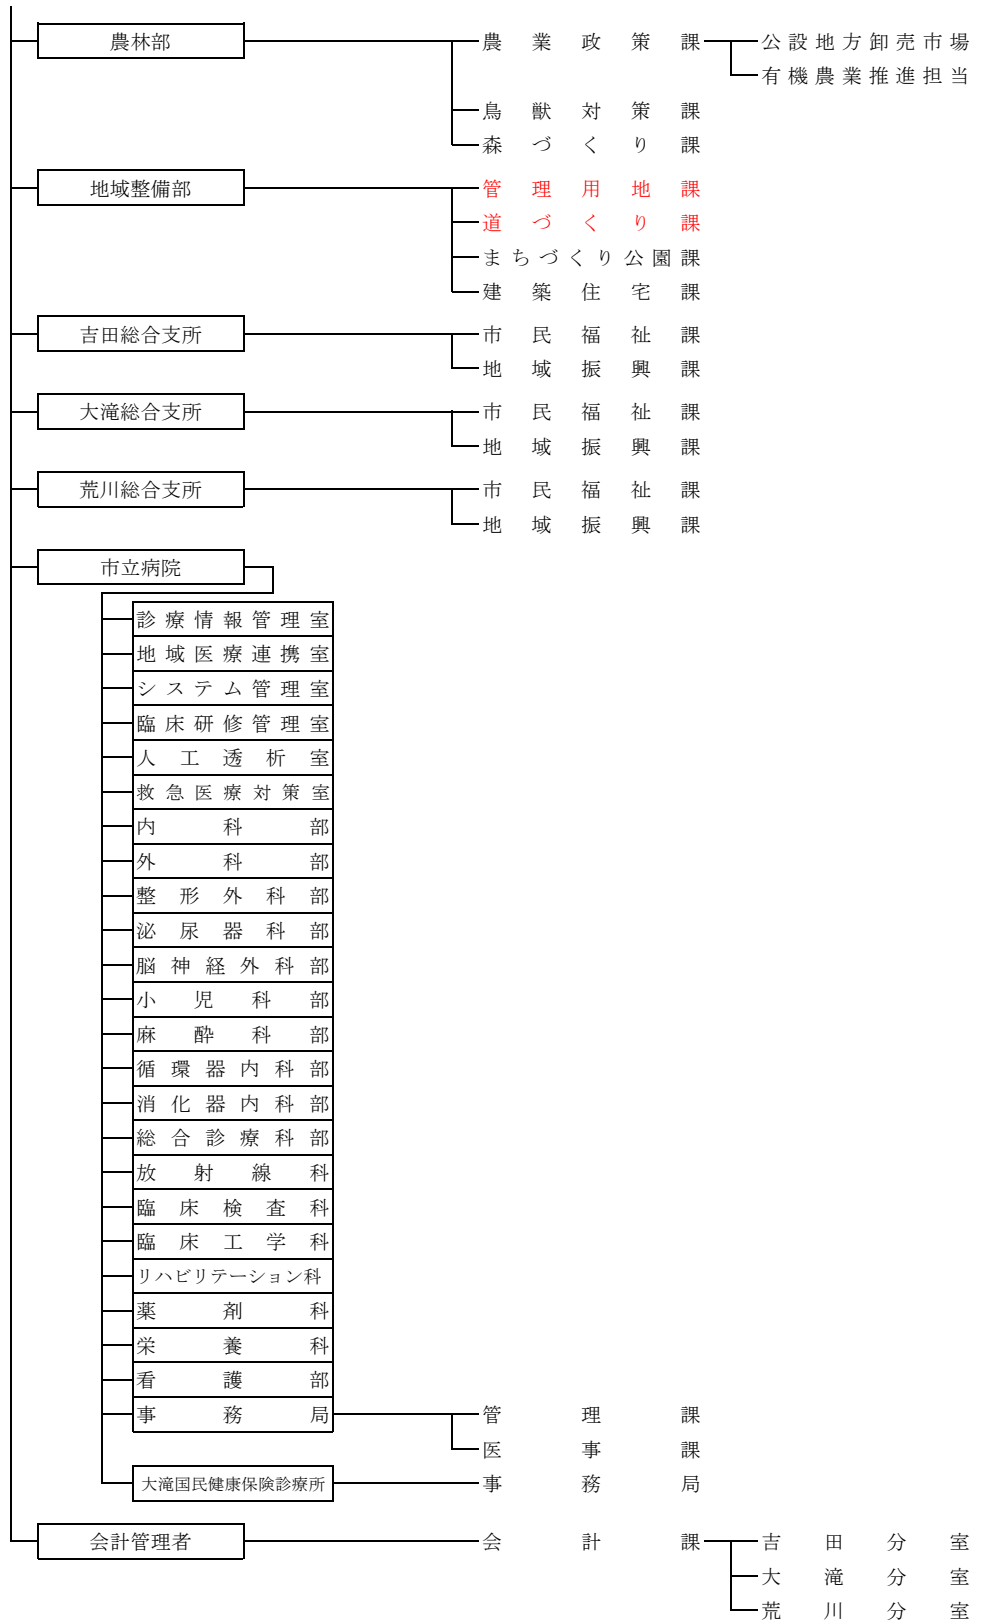 農林部 農業政策課 公設地方卸売市場
有機農業推進担当
鳥獣対策課
森づくり課
地域整備部 管理用地課
道づくり課
まちづくり公園課
建築住宅課
吉田総合支所 市民福祉課
地域振興課
大滝総合支所 市民福祉課
地域振興課
荒川総合支所 市民福祉課
地域振興課
市立病院
診療情報管理室
地域医療連携室
システム管理室
臨床研修管理室
人工透析室
救急医療対策室
内科部
外科部
整形外科部
泌尿器科部
脳神経外科部
小児科部
麻酔科部
循環器内科部
消化器内科部
総合診療科部
放射線科
臨床検査科
臨床工学科
リハビリテーション科
薬剤科
栄養科
看護部
事務局 管理課
医事課
大滝国民健康保険診療所 事務局
会計管理者 会計課 吉田分室
大滝分室
荒川分室